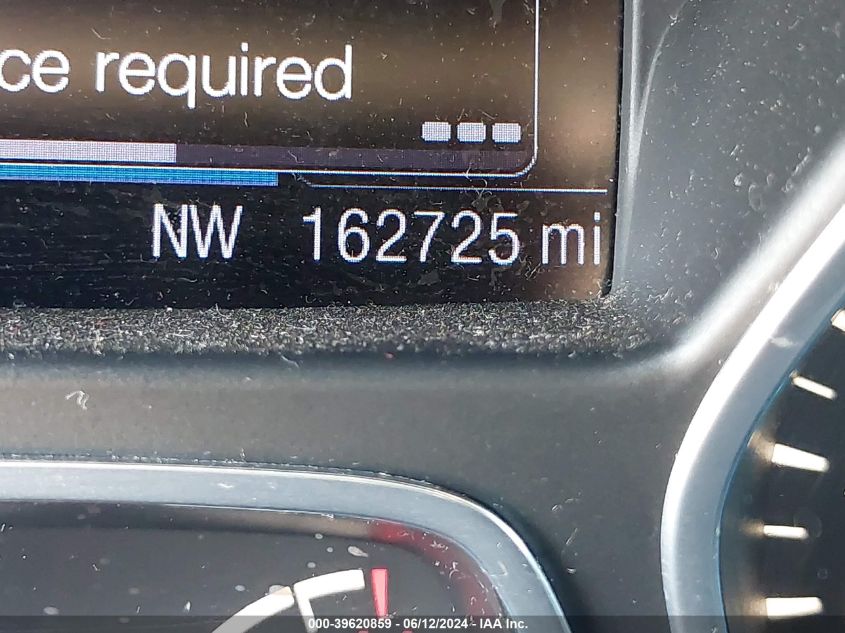 ce required
NW 162725 mi
000-39620859 - 06/12/2024 - IAA Inc.